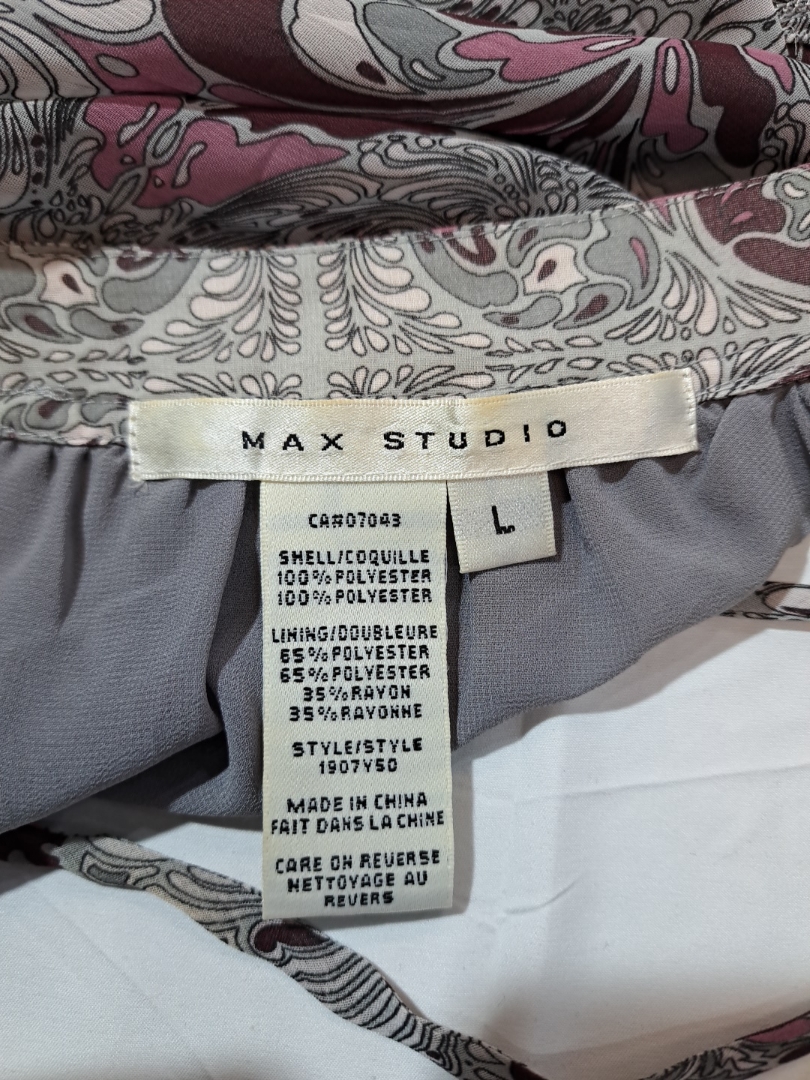 MAX STUDIO
L
CA#07043
SHELL/COQUILLE
100%POLYESTER
100%POLYESTER
LINING/DOUBLEURE
65%POLYESTER
65%POLYESTER
35%RAYON
35%RAYONNE
STYLE/STYLE
1907Y50
MADE IN CHINA
FAIT DANS LA CHINE
CARE ON REVERSE
NETTOYAGE AU
REVERS